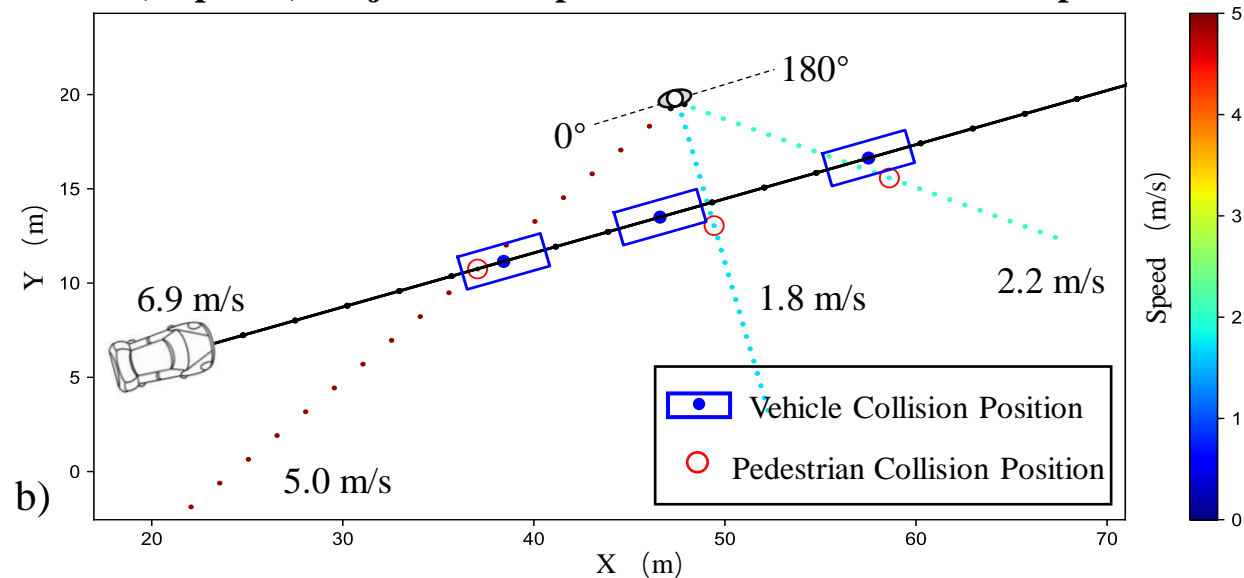 180°
0°
6.9 m/s
1.8 m/s
2.2 m/s
5.0 m/s
Vehicle Collision Position
Pedestrian Collision Position
b)
Y (m)
20
15
10
5
0
20 30 40 50 60 70
X (m)
Speed (m/s)
5
4
3
2
1
0